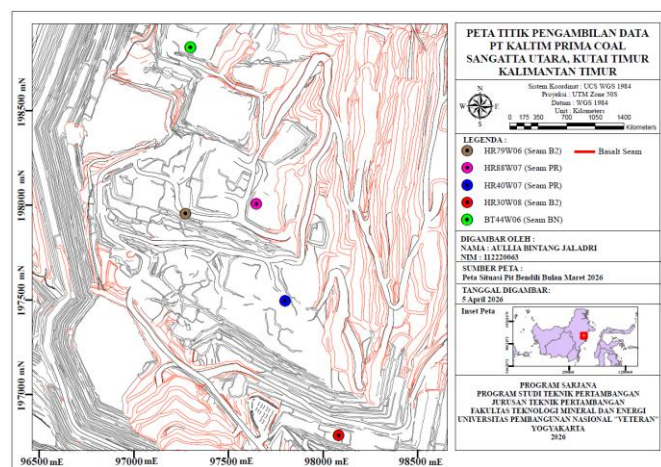 PETA TITIK PENGAMBILAN DATA
PT KALTIM PRIMA COAL
SANGATTA UTARA, KUTAI TIMUR
KALIMANTAN TIMUR
Sistem Koordinat : UCS WGS 1984
Proyeksi : UTM Zone 50S
Datum : WGS 1984
Unit : Kilometers
N
W E
S
0 175 350 700 1050 1400
Kilometers
LEGENDA :
HR79W06 (Seam B2)
Basalt Seam
HR88W07 (Seam PR)
HR40W07 (Seam PR)
HR30W08 (Seam B2)
BT44W06 (Seam BN)
DIGAMBAR OLEH :
NAMA : AULLIA BINTANG JALADRI
NIM : 112220063
SUMBER PETA :
Peta Situasi Pit Bendili Bulan Maret 2026
TANGGAL DIGAMBAR:
5 April 2026
Inset Peta
PROGRAM SARJANA
PROGRAM STUDI TEKNIK PERTAMBANGAN
JURUSAN TEKNIK PERTAMBANGAN
FAKULTAS TEKNOLOGI MINERAL DAN ENERGI
UNIVERSITAS PEMBANGUNAN NASIONAL "VETERAN"
YOGYAKARTA
2026
198500 mN
198000 mN
197500 mN
197000 mN
96500 mE
97000 mE
97500 mE
98000 mE
98500 mE